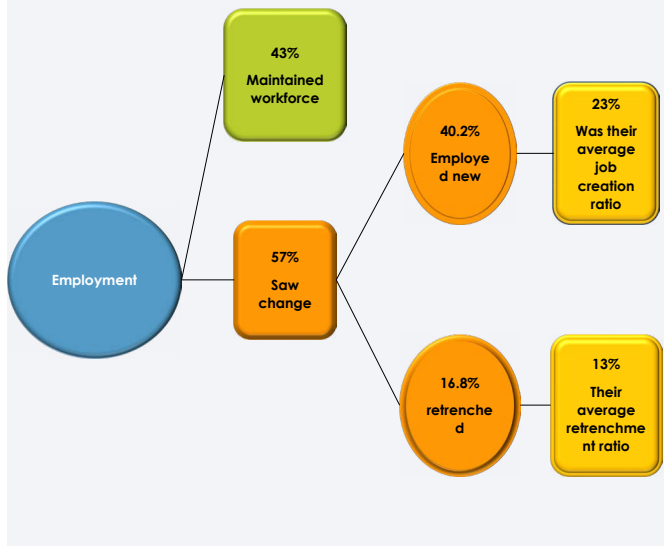 43%
Maintained
workforce
40.2%
Employe
d new
23%
Was their
average
job
creation
ratio
Employment
57%
Saw
change
16.8%
retrenche
d
13%
Their
average
retrenchme
nt ratio